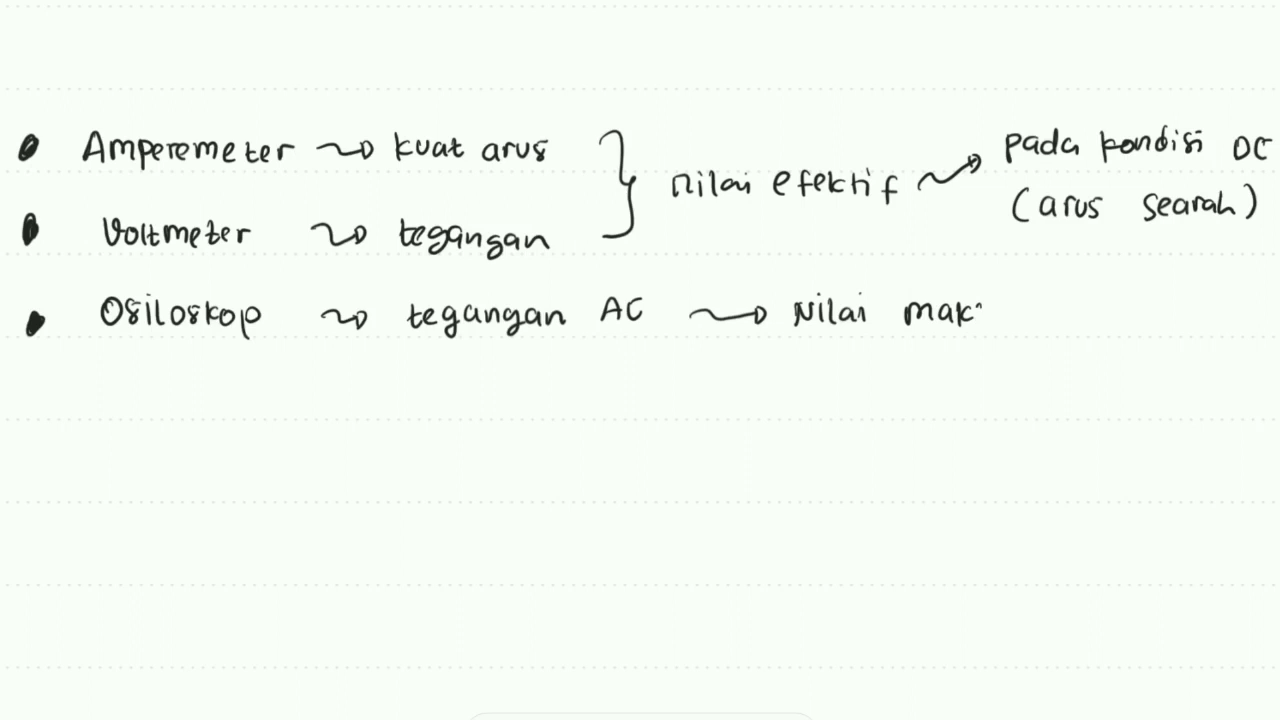 Amperemeter → kuat arus } nilai efektif → pada kondisi DC
(arus searah)
Voltmeter → tegangan
Osiloskop → tegangan AC → Nilai mak